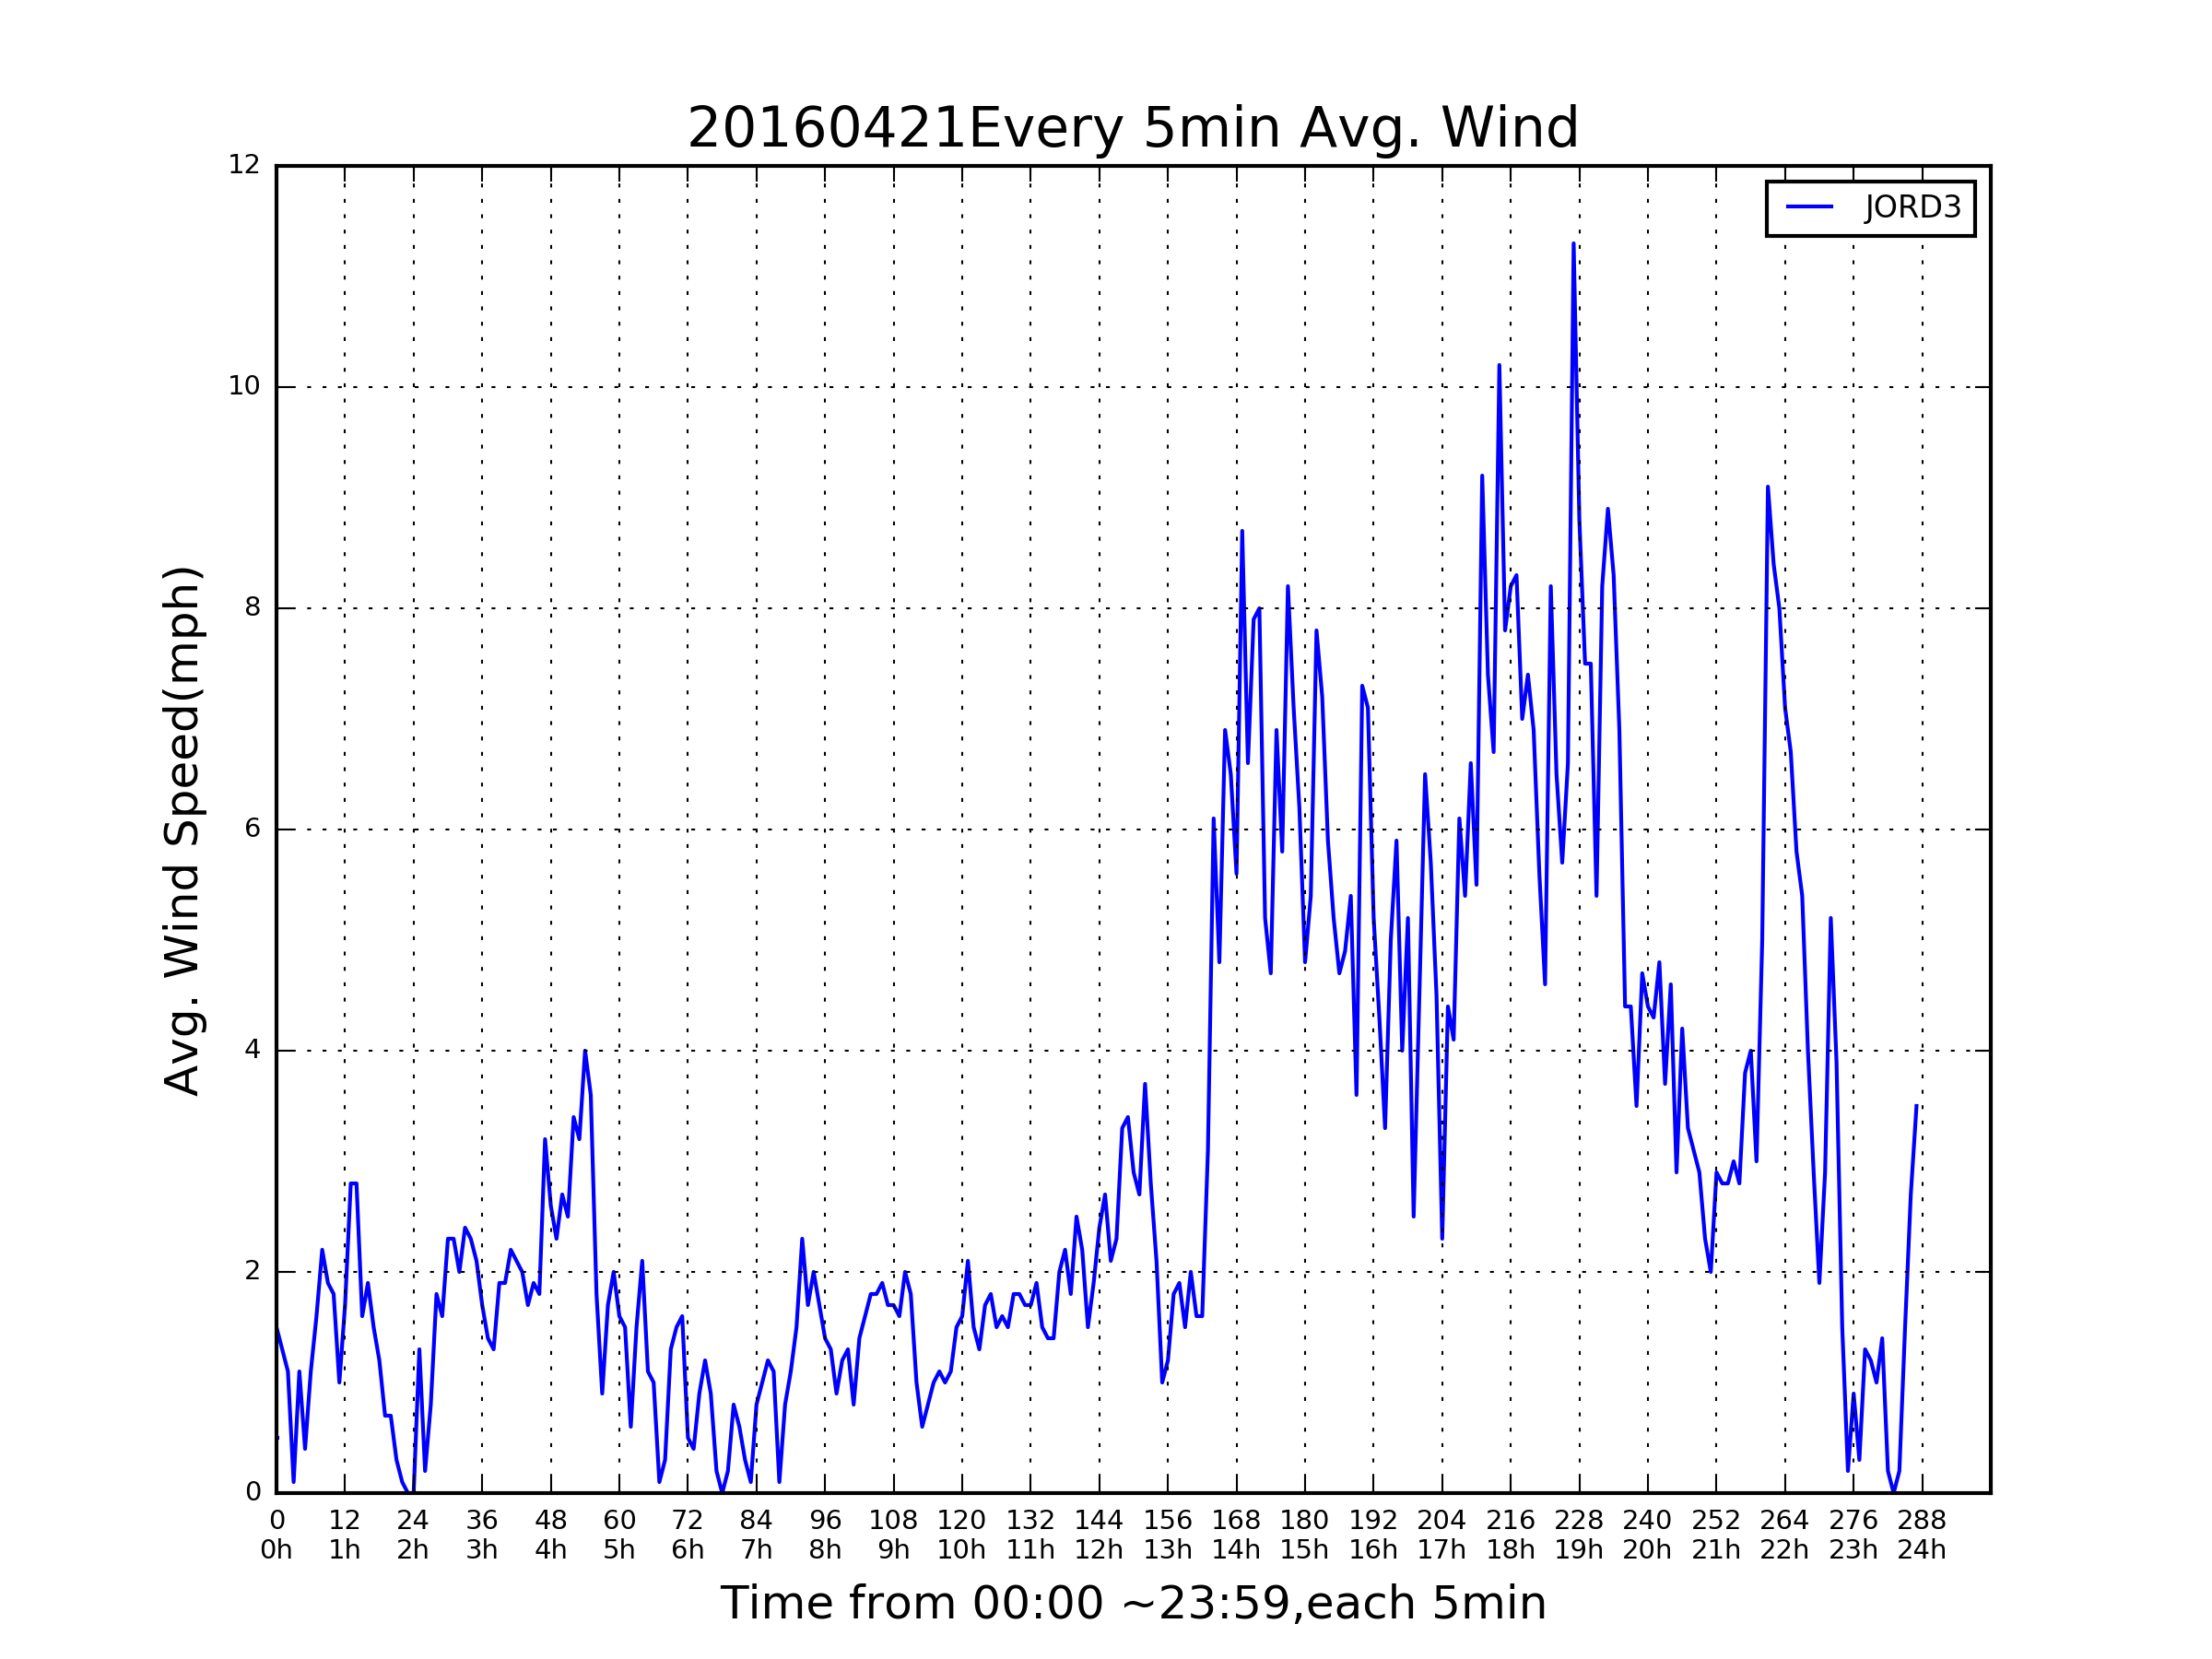 20160421Every 5min Avg. Wind
JORD3
Avg. Wind Speed(mph)
12
10
8
6
4
2
0
0 12 24 36 48 60 72 84 96 108 120 132 144 156 168 180 192 204 216 228 240 252 264 276 288
0h 1h 2h 3h 4h 5h 6h 7h 8h 9h 10h 11h 12h 13h 14h 15h 16h 17h 18h 19h 20h 21h 22h 23h 24h
Time from 00:00 ~23:59,each 5min